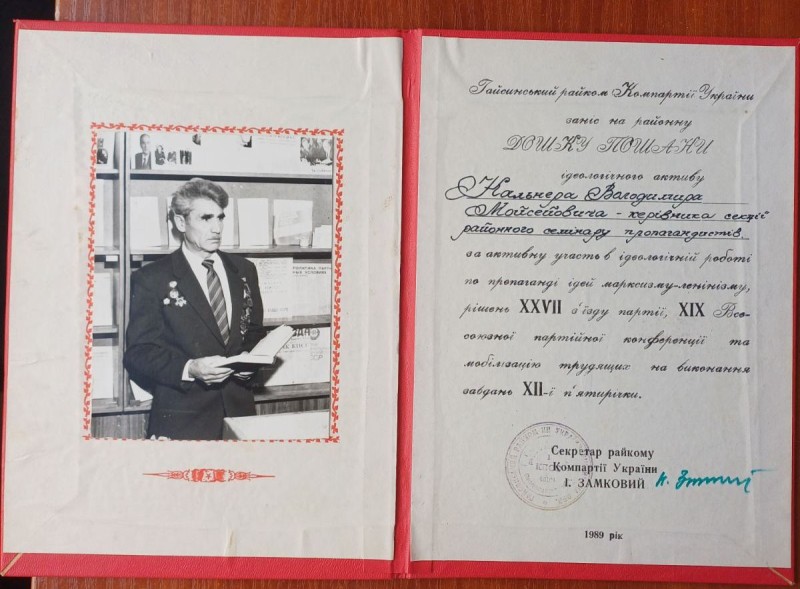 Гайсинський райком Компартії України
заніс на районну
ДОШКУ ПОШАНИ
ідеологічного активу
Кальнера Володимира
Мойсейовича - керівника секції
районного семінару пропагандистів
за активну участь в ідеологічній роботі
по пропаганді ідей марксизму-ленінізму,
рішень XXVII з'їзду партії, XIX Все-
союзної партійної конференції та
мобілізацію трудящих на виконання
завдань XII-ї п'ятирічки.
Секретар райкому
Компартії України
І. ЗАМКОВИЙ
1989 рік